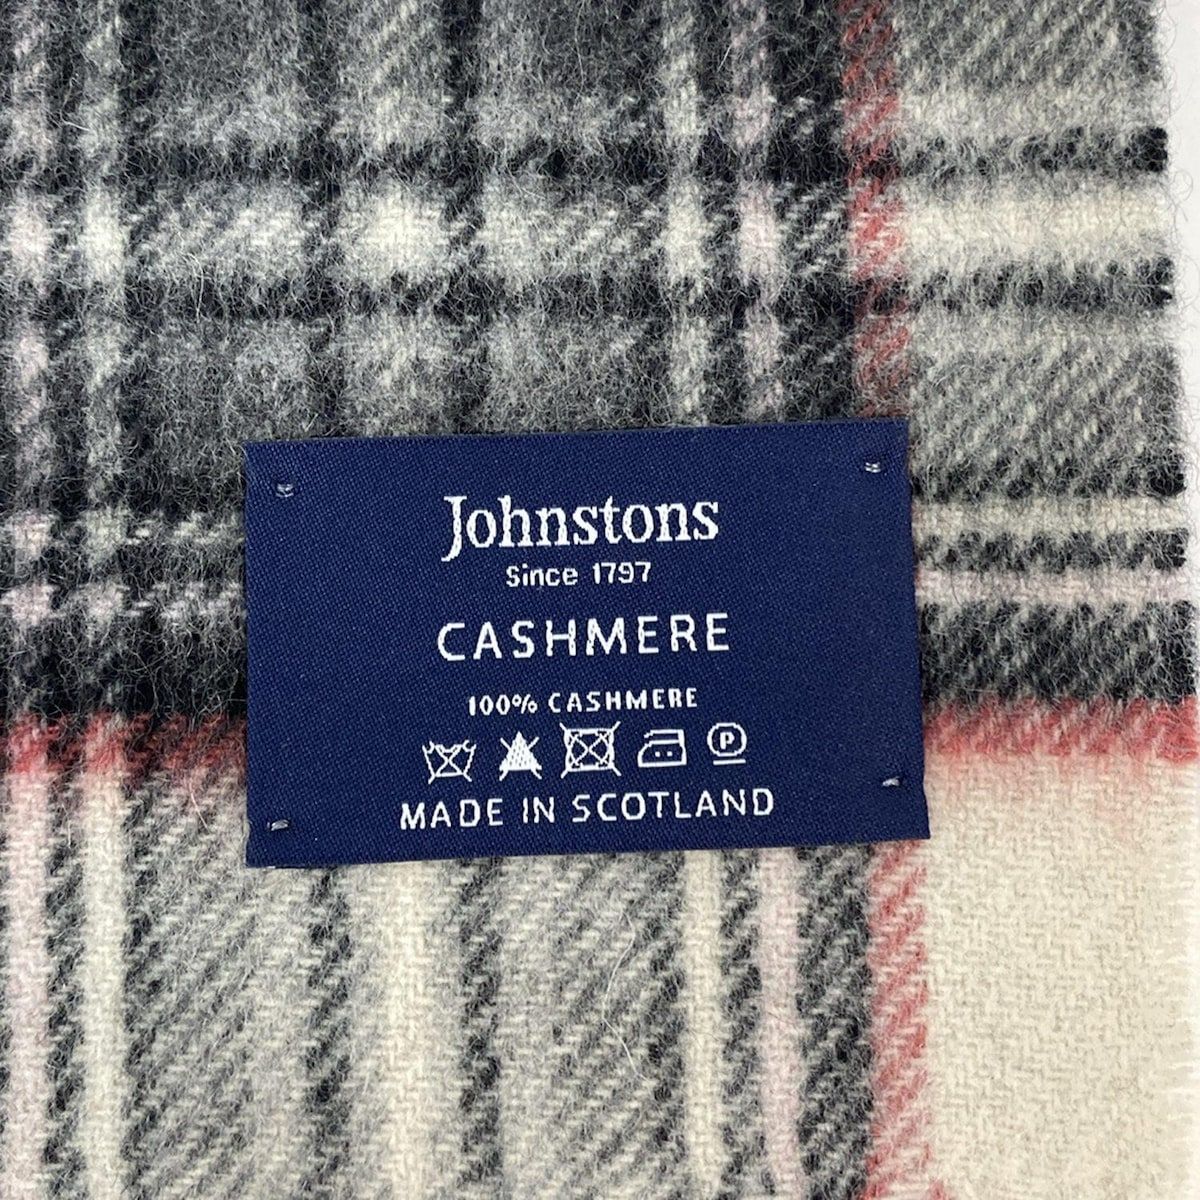 Johnstons
Since 1797
CASHMERE
100% CASHMERE
P
MADE IN SCOTLAND